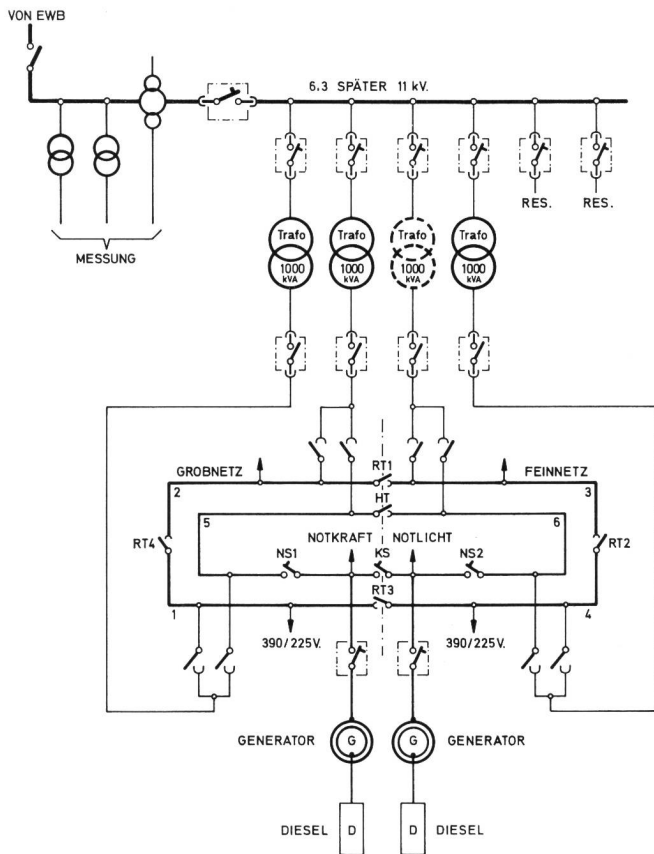 VON EWB
6.3 SPÄTER 11 kV.
RES. RES.
MESSUNG
Trafo Trafo Trafo Trafo
1000 1000 1000 1000
kVA kVA kVA kVA
RT1
GROBNETZ FEINNETZ
2 3
HT
5 6
NOTKRAFT NOTLICHT
RT4 RT2
NS1 KS NS2
RT3
1 4
390/225V. 390/225V.
GENERATOR G G GENERATOR
DIESEL D D DIESEL